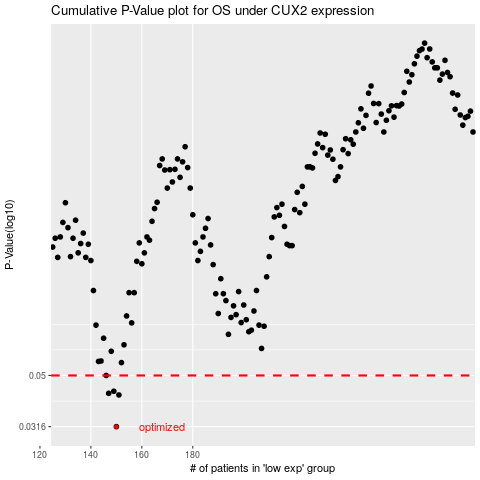 Cumulative P-Value plot for OS under CUX2 expression
P-Value(log10)
0.05
0.0316
optimized
120 140 160 180
# of patients in 'low exp' group